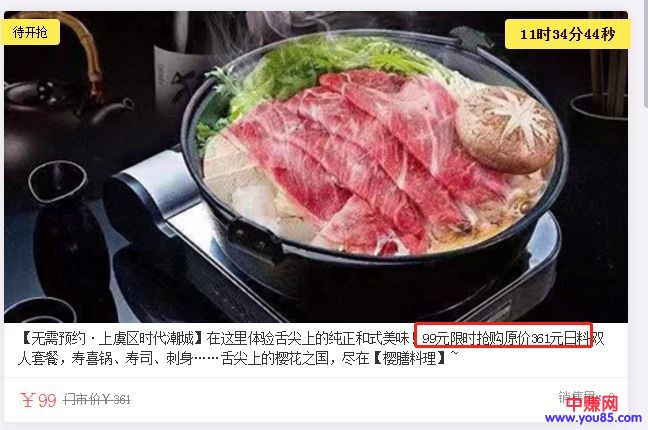 待开抢
11时34分44秒
【无需预约·上虞区时代潮城】在这里体验舌尖上的纯正和式美味！99元限时抢购原价361元日料双
人套餐，寿喜锅、寿司、刺身……舌尖上的樱花之国，尽在【樱膳料理】~
￥99 门市价￥361
中赚网
www.you85.com